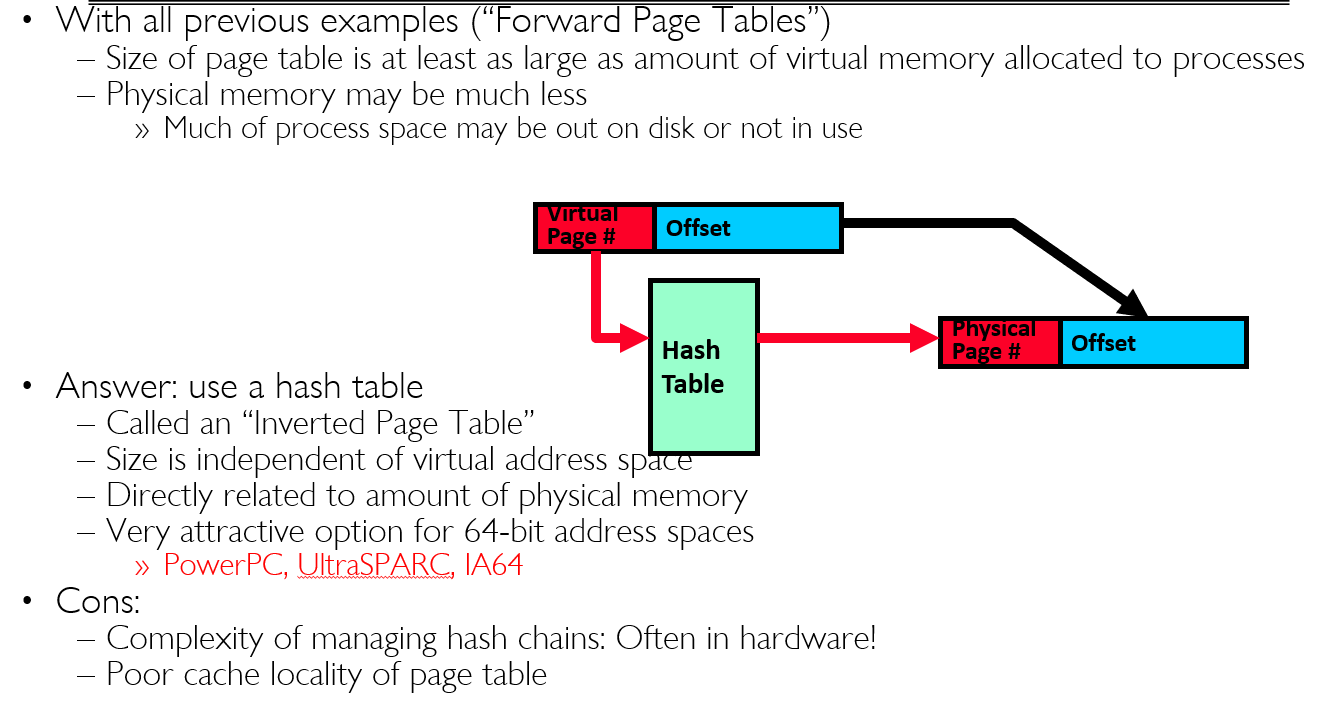 • With all previous examples (“Forward Page Tables”)
– Size of page table is at least as large as amount of virtual memory allocated to processes
– Physical memory may be much less
» Much of process space may be out on disk or not in use
Virtual
Page #
Offset
Hash
Table
Physical
Page #
Offset
• Answer: use a hash table
– Called an “Inverted Page Table”
– Size is independent of virtual address space
– Directly related to amount of physical memory
– Very attractive option for 64-bit address spaces
» PowerPC, UltraSPARC, IA64
• Cons:
– Complexity of managing hash chains: Often in hardware!
– Poor cache locality of page table